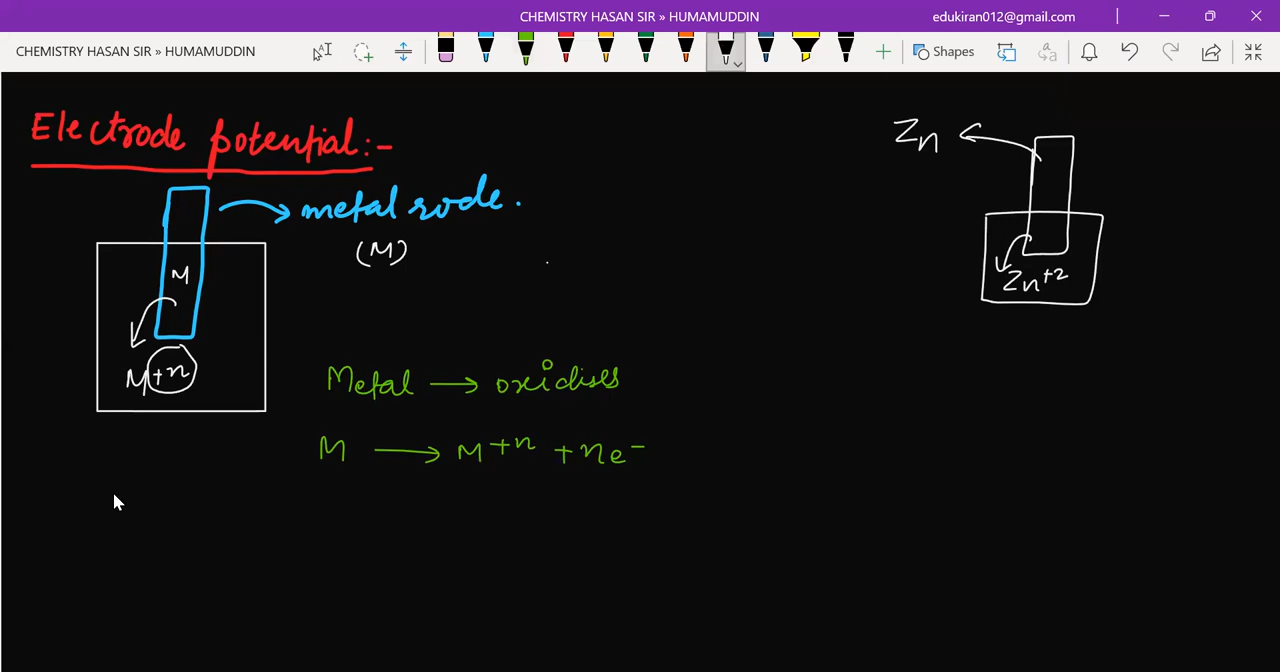 CHEMISTRY HASAN SIR » HUMAMUDDIN
edukiran012@gmail.com
CHEMISTRY HASAN SIR » HUMAMUDDIN
Shapes
Electrode potential:-
metal rode.
(M)
M
M+n
Metal → oxidises
M → M+n + ne-
Zn
Zn+2